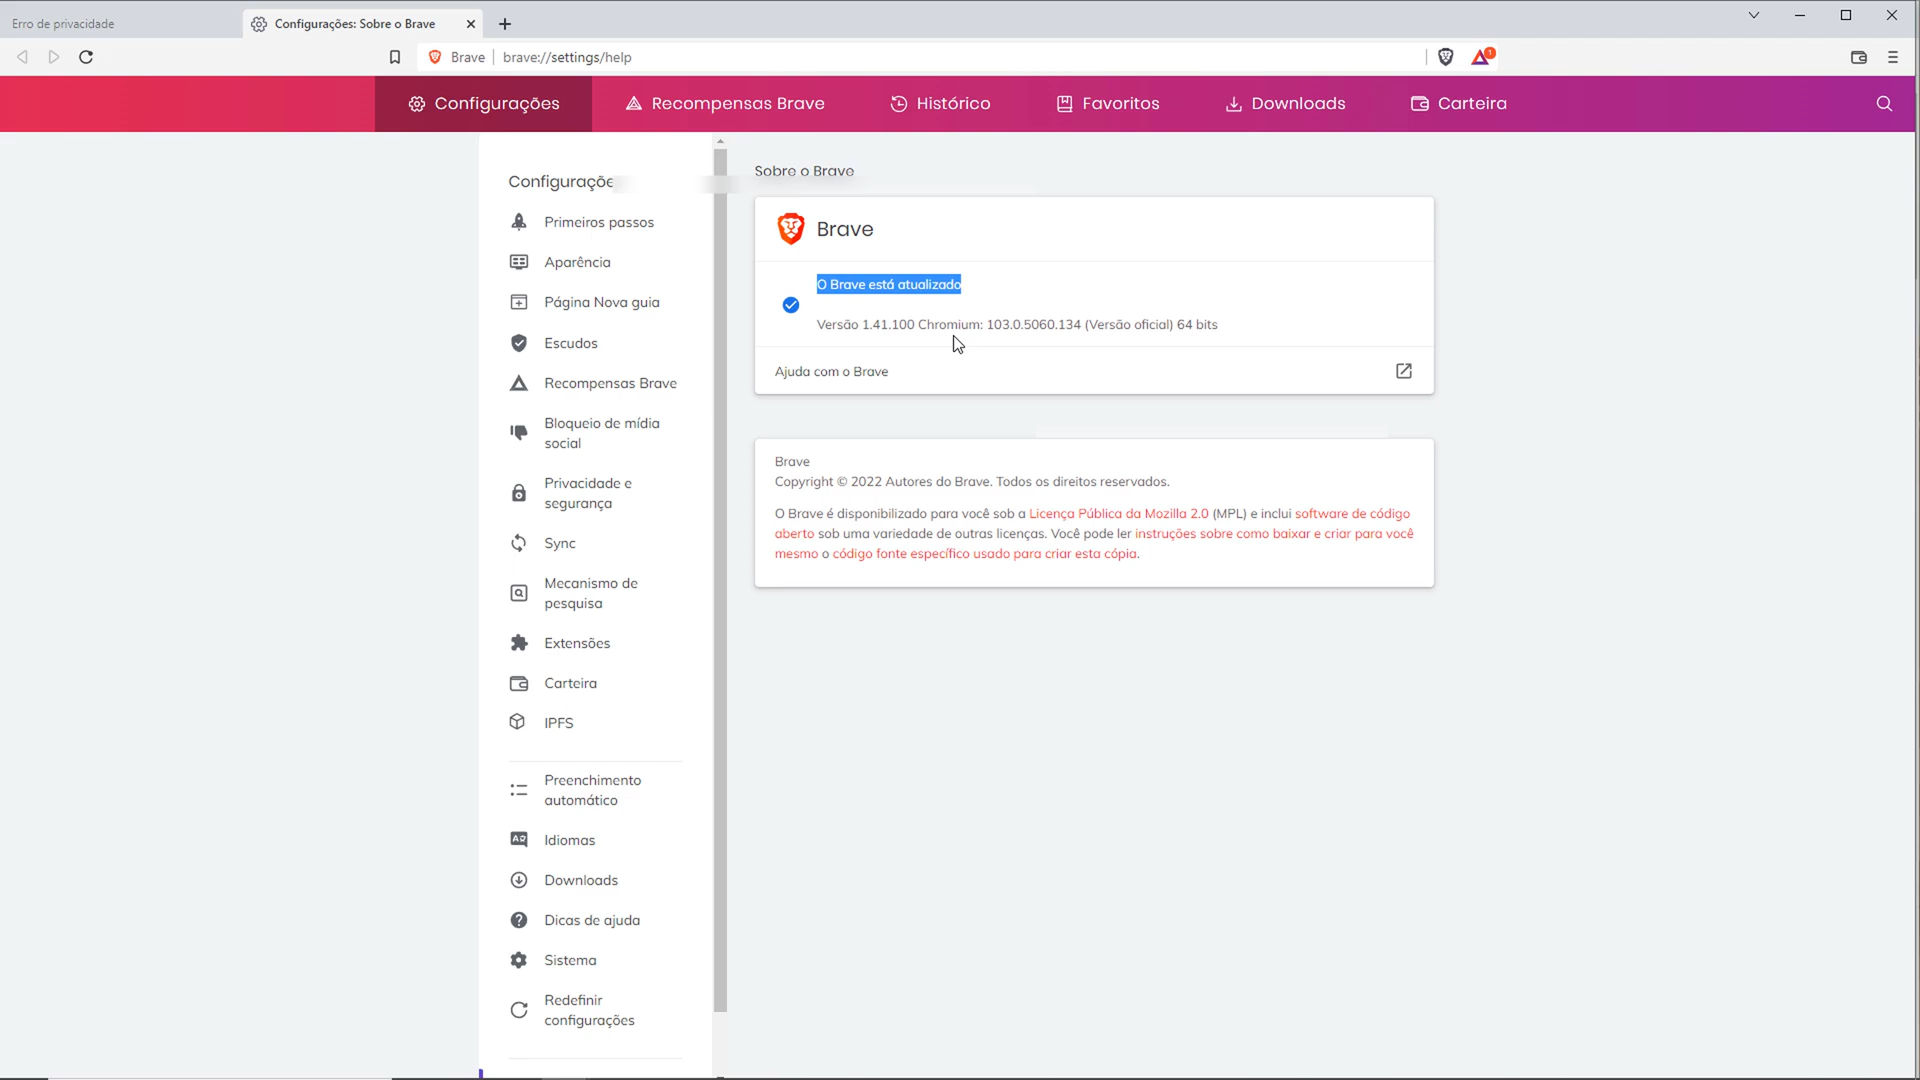 Erro de privacidade
Configurações: Sobre o Brave
Brave
brave://settings/help
1
Configurações
Recompensas Brave
Histórico
Favoritos
Downloads
Carteira
Configuraçõe
Primeiros passos
Aparência
Página Nova guia
Escudos
Recompensas Brave
Bloqueio de mídia
social
Privacidade e
segurança
Sync
Mecanismo de
pesquisa
Extensões
Carteira
IPFS
Preenchimento
automático
Idiomas
Downloads
Dicas de ajuda
Sistema
Redefinir
configurações
Sobre o Brave
Brave
O Brave está atualizado
Versão 1.41.100 Chromium: 103.0.5060.134 (Versão oficial) 64 bits
Ajuda com o Brave
Brave
Copyright © 2022 Autores do Brave. Todos os direitos reservados.
O Brave é disponibilizado para você sob a Licença Pública da Mozilla 2.0 (MPL) e inclui software de código
aberto sob uma variedade de outras licenças. Você pode ler instruções sobre como baixar e criar para você
mesmo o código fonte específico usado para criar esta cópia.